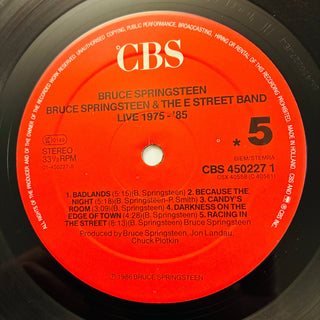 UNAUTHORISED COPYING, PUBLIC PERFORMANCE, BROADCASTING, HIRING OR RENTAL OF THIS RECORDING PROHIBITED. MADE IN HOLLAND.
ALL RIGHTS OF THE PRODUCER AND OF THE OWNER OF THE RECORDED WORK RESERVED.
CBS
BRUCE SPRINGSTEEN
BRUCE SPRINGSTEEN & THE E STREET BAND
LIVE 1975-'85
STEREO
33⅓ RPM
*5
BIEM/STEMRA
CBS 450227 1
1. BADLANDS (5:15) (B. Springsteen) 2. BECAUSE THE
NIGHT (5:18) (B. Springsteen-P. Smith) 3. CANDY'S
ROOM (3:09) (B. Springsteen) 4. DARKNESS ON THE
EDGE OF TOWN (4:28) (B. Springsteen) 5. RACING IN
THE STREET (8:13) (B. Springsteen)
Produced by Bruce Springsteen, Jon Landau,
Chuck Plotkin
℗ 1986 BRUCE SPRINGSTEEN